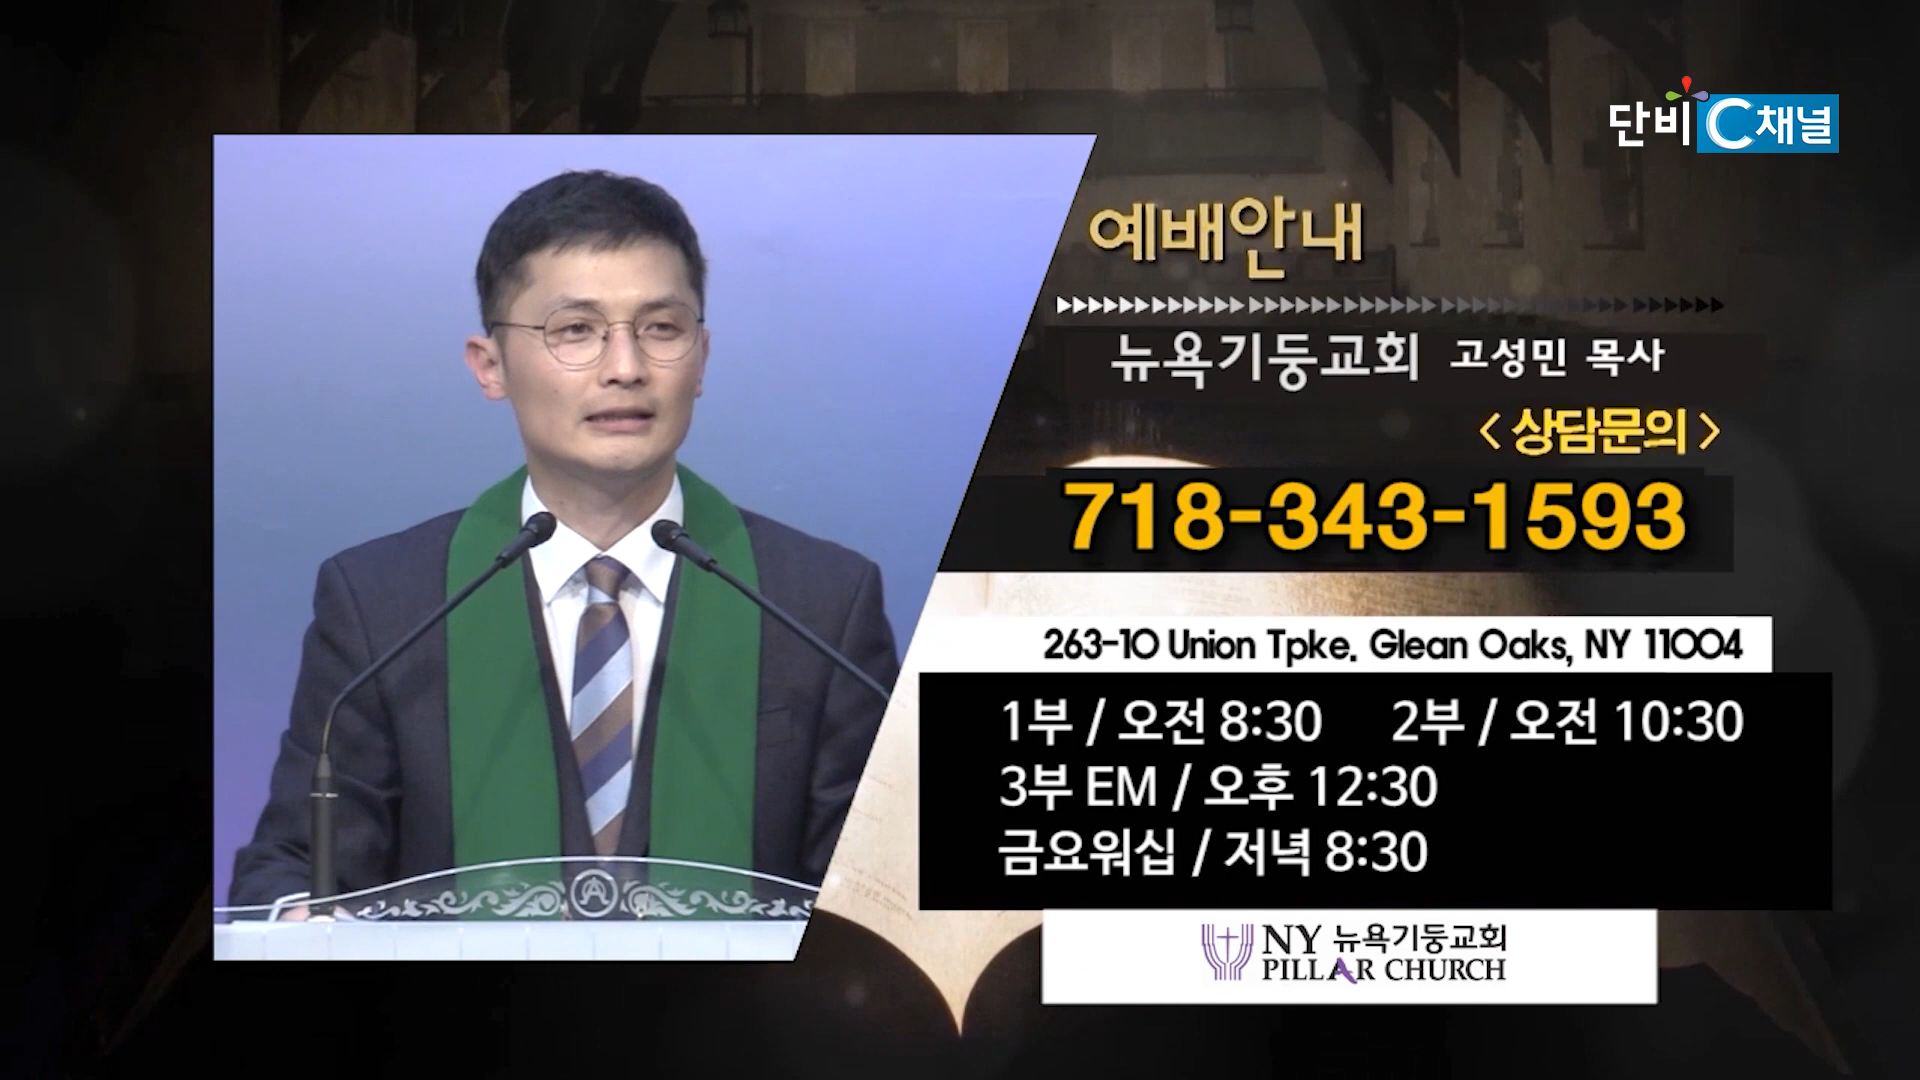 단비 C채널
예배안내
뉴욕기둥교회 고성민 목사
< 상담문의 >
718-343-1593
263-10 Union Tpke. Glean Oaks, NY 11004
1부 / 오전 8:30 2부 / 오전 10:30
3부 EM / 오후 12:30
금요워십 / 저녁 8:30
NY 뉴욕기둥교회
PILLAR CHURCH